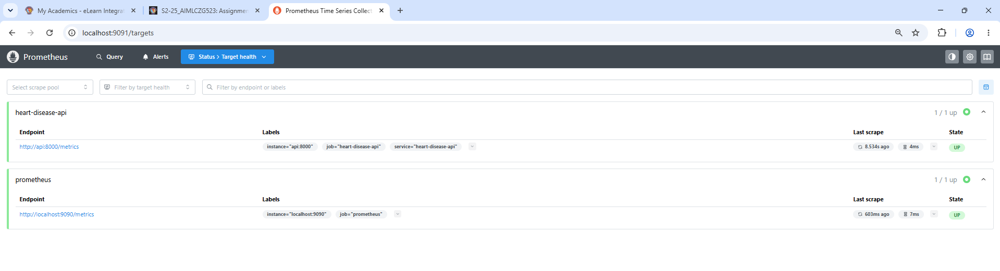 My Academics - eLearn Integra
S2-25_AIMLCZG523: Assignmen
Prometheus Time Series Collect
localhost:9091/targets
Prometheus Query Alerts Status > Target health
Select scrape pool Filter by target health Filter by endpoint or labels
heart-disease-api 1 / 1 up
Endpoint Labels Last scrape State
http://api:8000/metrics instance="api:8000" job="heart-disease-api" service="heart-disease-api" 8.534s ago 4ms UP
prometheus 1 / 1 up
Endpoint Labels Last scrape State
http://localhost:9090/metrics instance="localhost:9090" job="prometheus" 603ms ago 7ms UP